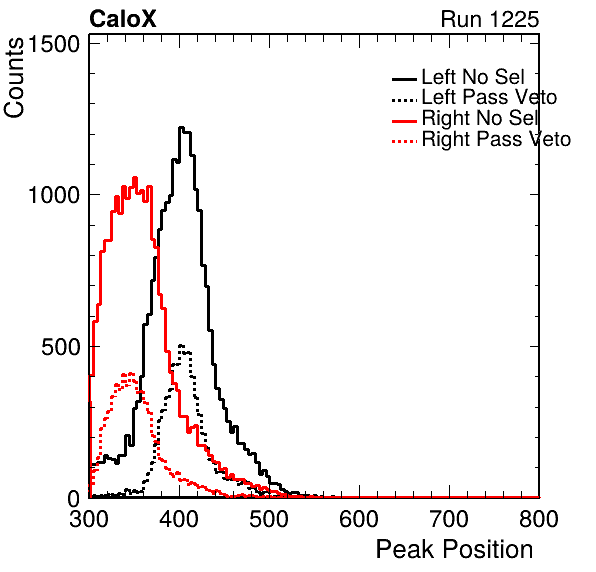 CaloX
Run 1225
Counts
1500
1000
500
0
Left No Sel
Left Pass Veto
Right No Sel
Right Pass Veto
300 400 500 600 700 800
Peak Position